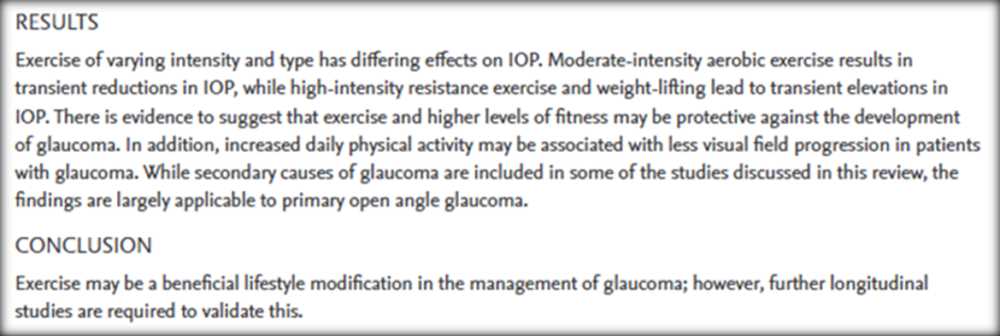 RESULTS
Exercise of varying intensity and type has differing effects on IOP. Moderate-intensity aerobic exercise results in
transient reductions in IOP, while high-intensity resistance exercise and weight-lifting lead to transient elevations in
IOP. There is evidence to suggest that exercise and higher levels of fitness may be protective against the development
of glaucoma. In addition, increased daily physical activity may be associated with less visual field progression in patients
with glaucoma. While secondary causes of glaucoma are included in some of the studies discussed in this review, the
findings are largely applicable to primary open angle glaucoma.
CONCLUSION
Exercise may be a beneficial lifestyle modification in the management of glaucoma; however, further longitudinal
studies are required to validate this.